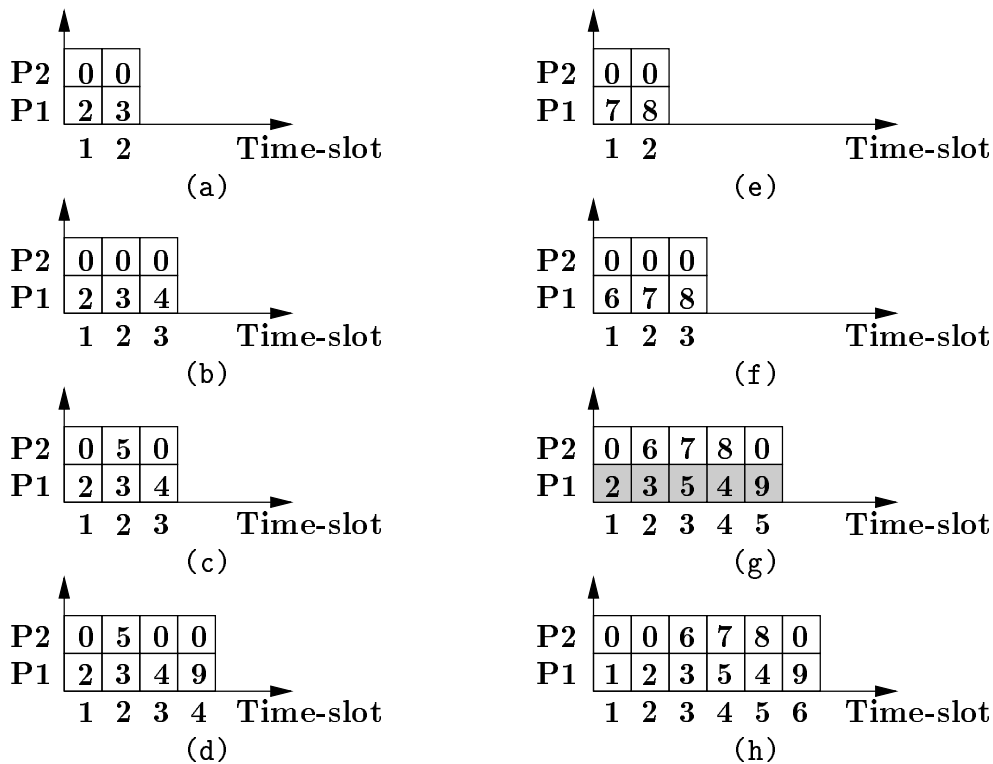 P2 0 0
P1 2 3
1 2 Time-slot
(a)
P2 0 0 0
P1 2 3 4
1 2 3 Time-slot
(b)
P2 0 5 0
P1 2 3 4
1 2 3 Time-slot
(c)
P2 0 5 0 0
P1 2 3 4 9
1 2 3 4 Time-slot
(d)
P2 0 0
P1 7 8
1 2 Time-slot
(e)
P2 0 0 0
P1 6 7 8
1 2 3 Time-slot
(f)
P2 0 6 7 8 0
P1 2 3 5 4 9
1 2 3 4 5 Time-slot
(g)
P2 0 0 6 7 8 0
P1 1 2 3 5 4 9
1 2 3 4 5 6 Time-slot
(h)